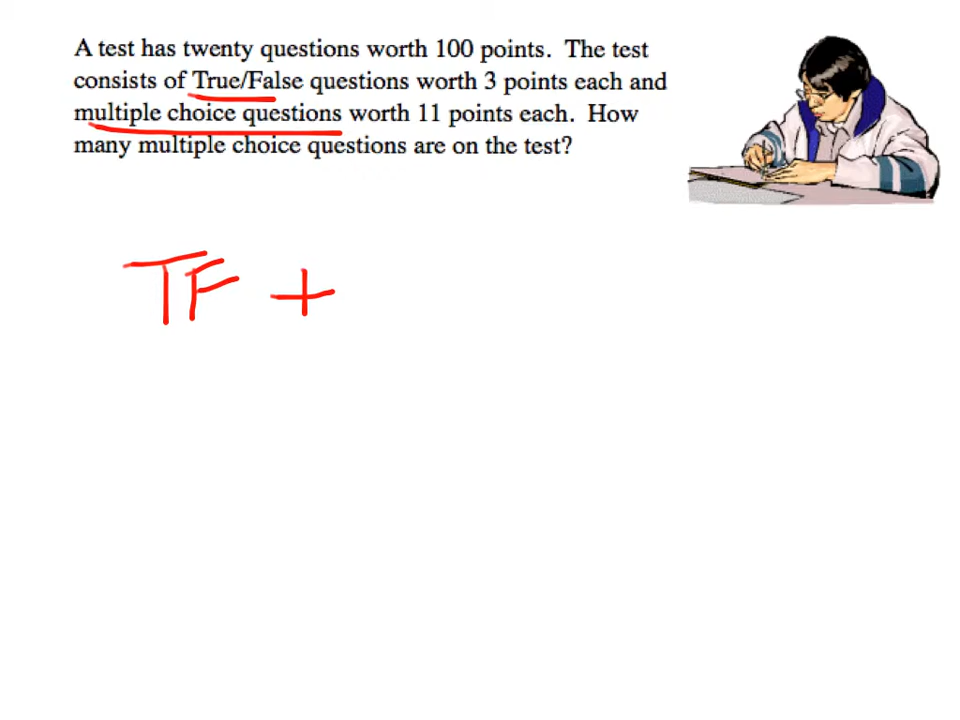 A test has twenty questions worth 100 points. The test
consists of True/False questions worth 3 points each and
multiple choice questions worth 11 points each. How
many multiple choice questions are on the test?
TF +